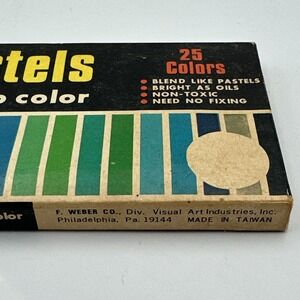 tels
25
Colors
BLEND LIKE PASTELS
BRIGHT AS OILS
NON-TOXIC
NEED NO FIXING
color
olor
F. WEBER CO., Div. Visual Art Industries, Inc.
Philadelphia, Pa. 19144 MADE IN TAIWAN